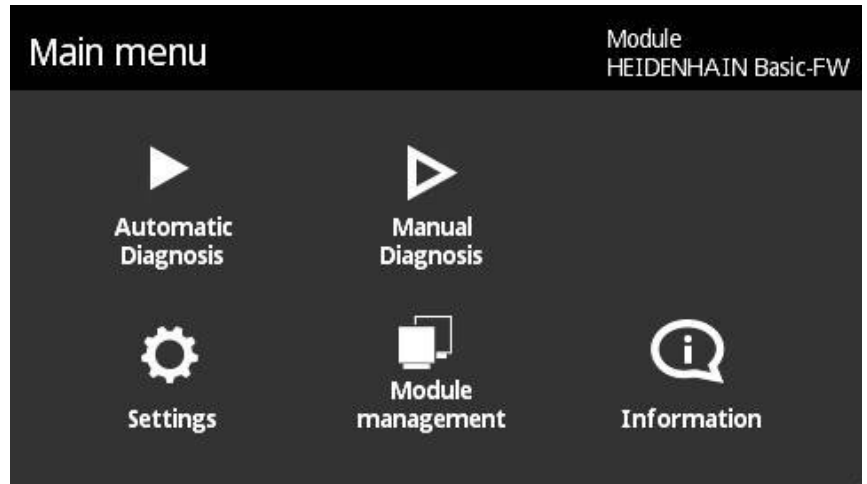 Main menu
Module
HEIDENHAIN Basic-FW
Automatic
Diagnosis
Manual
Diagnosis
Settings
Module
management
Information